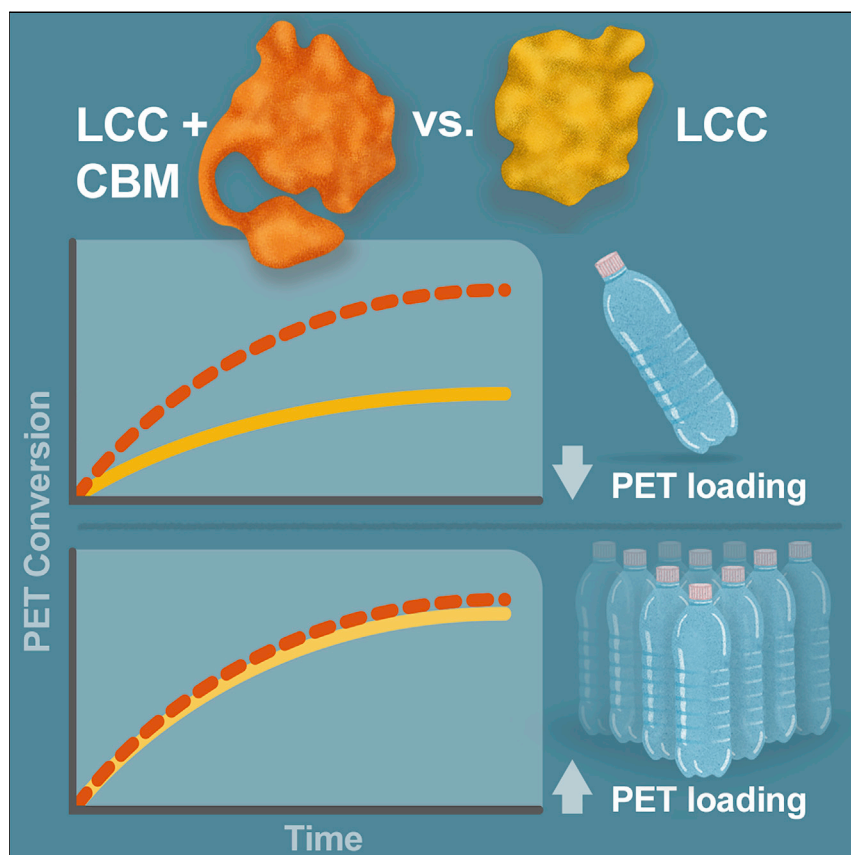 LCC +
CBM
vs.
LCC
PET Conversion
PET loading
PET loading
Time